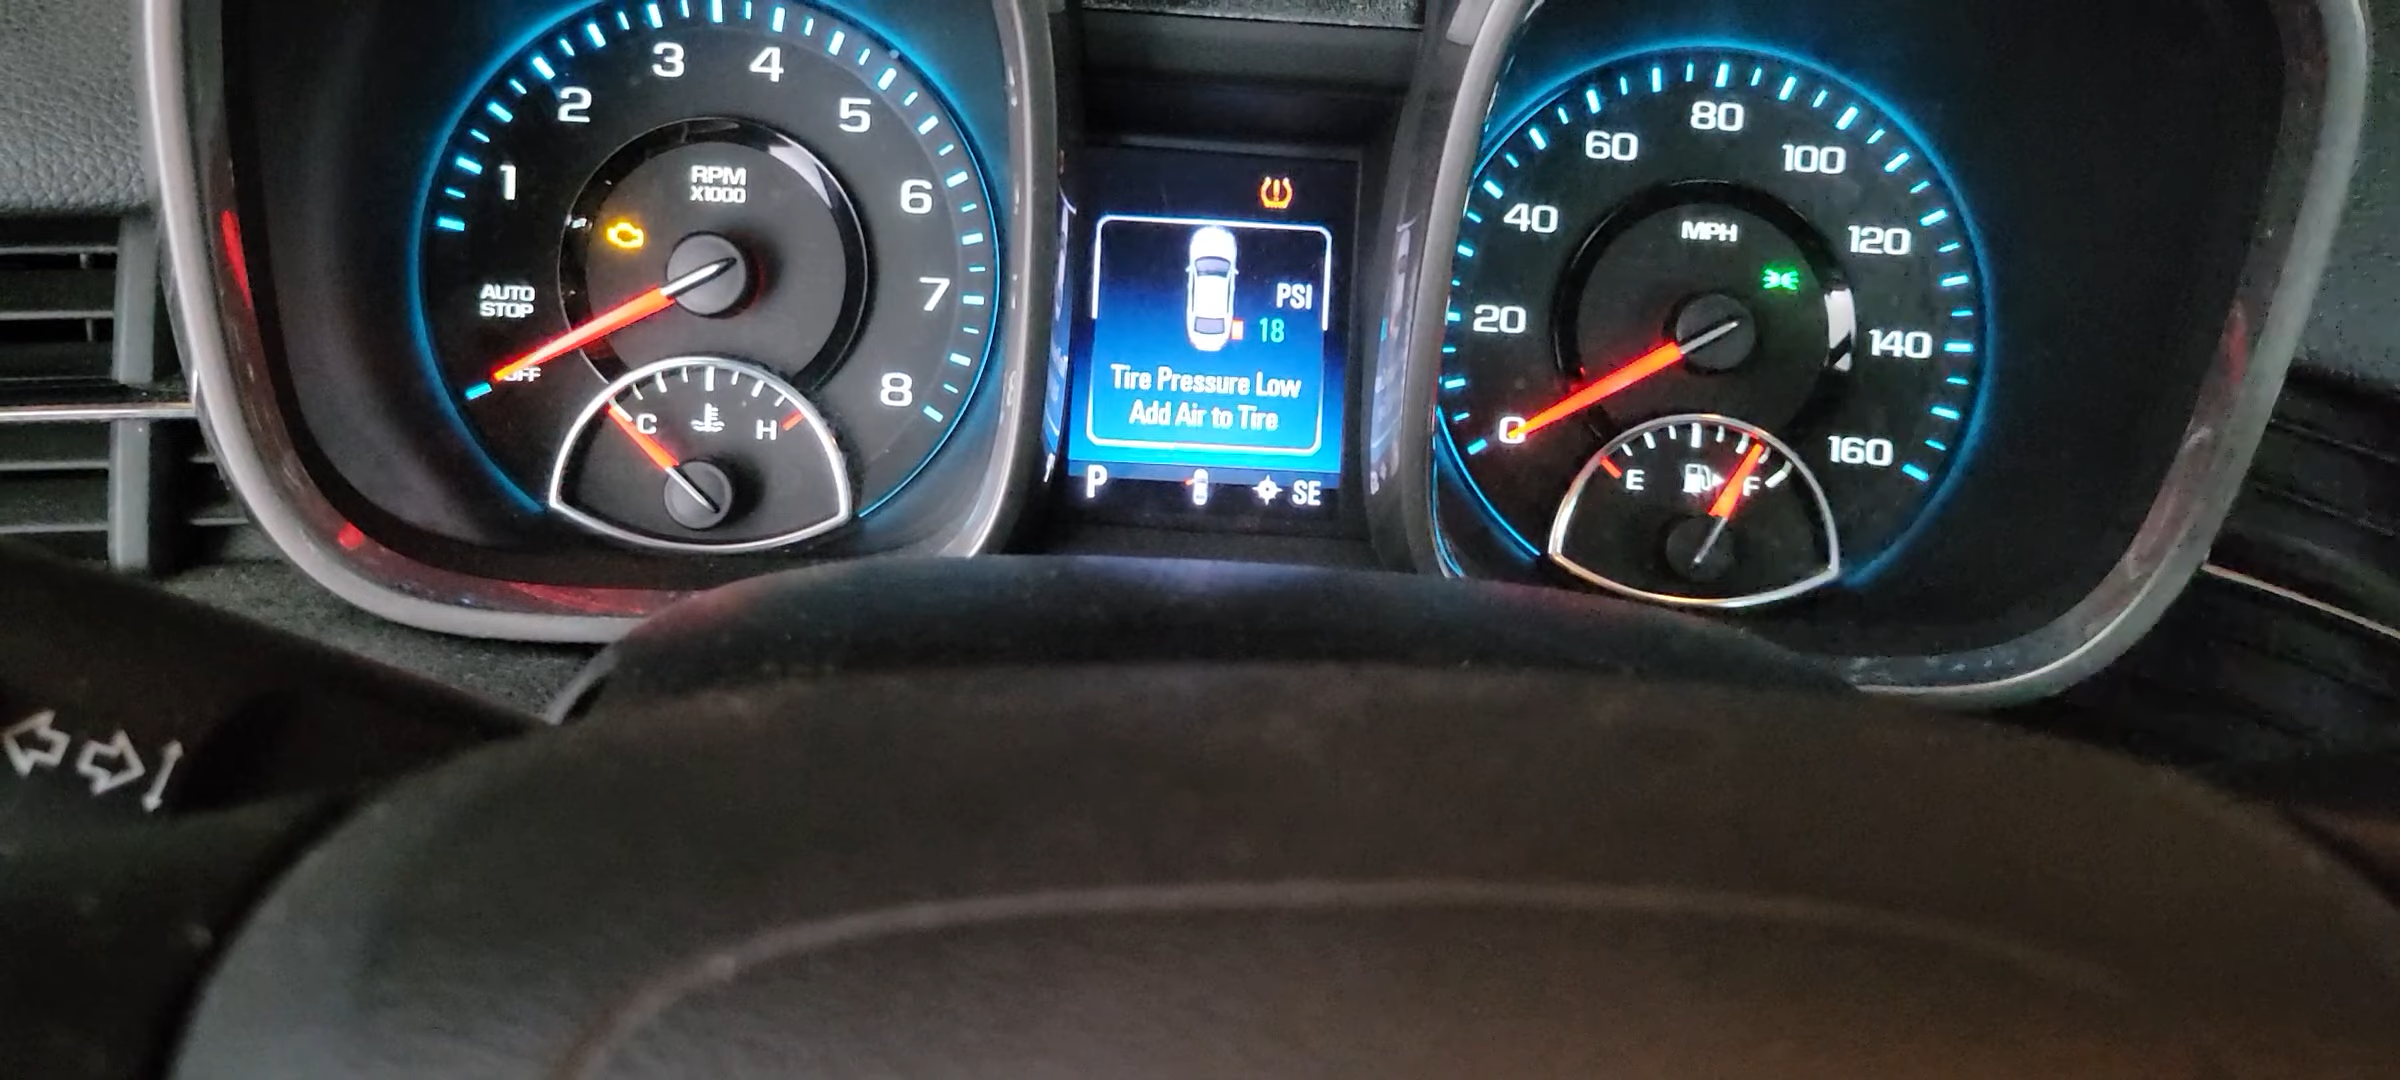 3 4
2 5
1 6
7
8
RPM
X1000
AUTO
STOP
OFF
C H
PSI
18
Tire Pressure Low
Add Air to Tire
P SE
80
60 100
40 120
20 140
0 160
MPH
E F